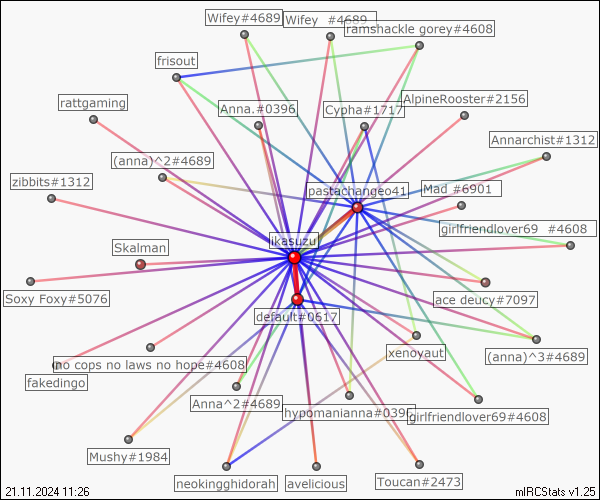 Wifey#4689
Wifey #4689
ramshackle gorey#4608
frisout
AlpineRooster#2156
rattgaming
Anna.#0396
Cypha#1717
Annarchist#1312
(anna)^2#4689
zibbits#1312
pastachangeo41
Mad #6901
girlfriendlover69 #4608
ikasuzul
Skalman
Soxy Foxy#5076
ace deucy#7097
default#0617
xenoyaut
(anna)^3#4689
(no cops no laws no hope#4608
fakedingo
Anna^2#4689
hypomanianna#0396
girlfriendlover69#4608
Mushy#1984
neokingghidorah
avelicious
Toucan#2473
21.11.2024 11:26
mIRCStats v1.25